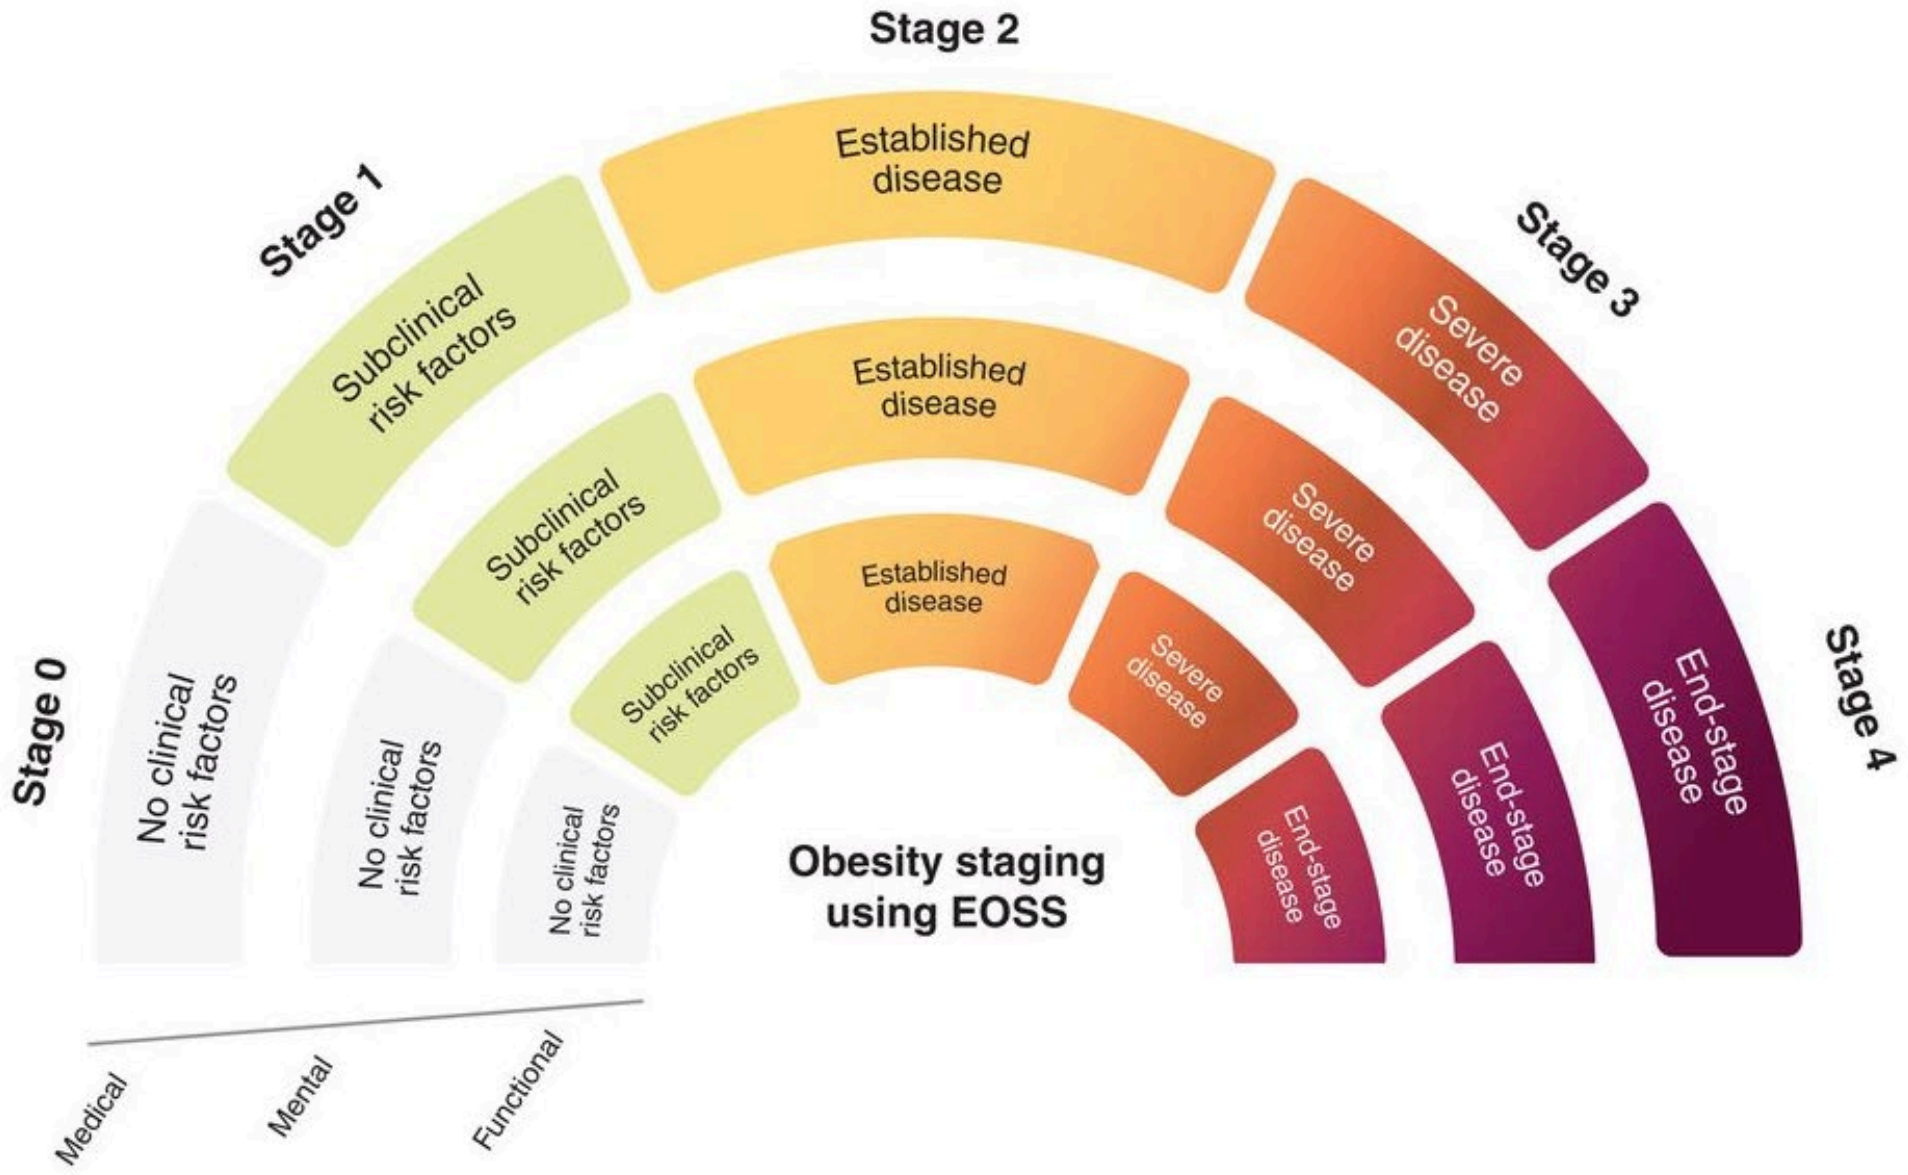 Stage 2
Stage 1
Stage 3
Stage 0
Stage 4
No clinical
risk factors
Subclinical
risk factors
Established
disease
Severe
disease
End-stage
disease
No clinical
risk factors
Subclinical
risk factors
Established
disease
Severe
disease
End-stage
disease
No clinical
risk factors
Subclinical
risk factors
Established
disease
Severe
disease
End-stage
disease
Obesity staging
using EOSS
Medical
Mental
Functional